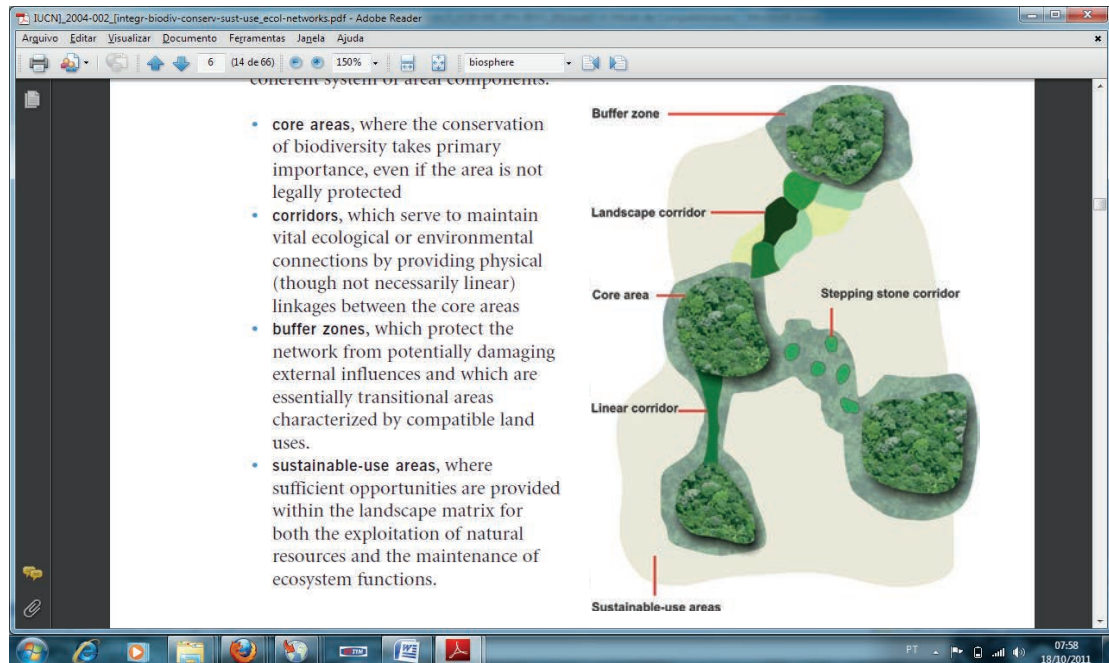 IUCN]_2004-002_[integr-biodiv-conserv-sust-use_ecol-networks.pdf - Adobe Reader
Arquivo Editar Visualizar Documento Ferramentas Janela Ajuda
6 (14 de 66) 150% biosphere
coherent system of areal components:
• core areas, where the conservation
of biodiversity takes primary
importance, even if the area is not
legally protected
• corridors, which serve to maintain
vital ecological or environmental
connections by providing physical
(though not necessarily linear)
linkages between the core areas
• buffer zones, which protect the
network from potentially damaging
external influences and which are
essentially transitional areas
characterized by compatible land
uses.
• sustainable-use areas, where
sufficient opportunities are provided
within the landscape matrix for
both the exploitation of natural
resources and the maintenance of
ecosystem functions.
Buffer zone
Landscape corridor
Core area
Stepping stone corridor
Linear corridor
Sustainable-use areas
TIM
PT
07:58
18/10/2011